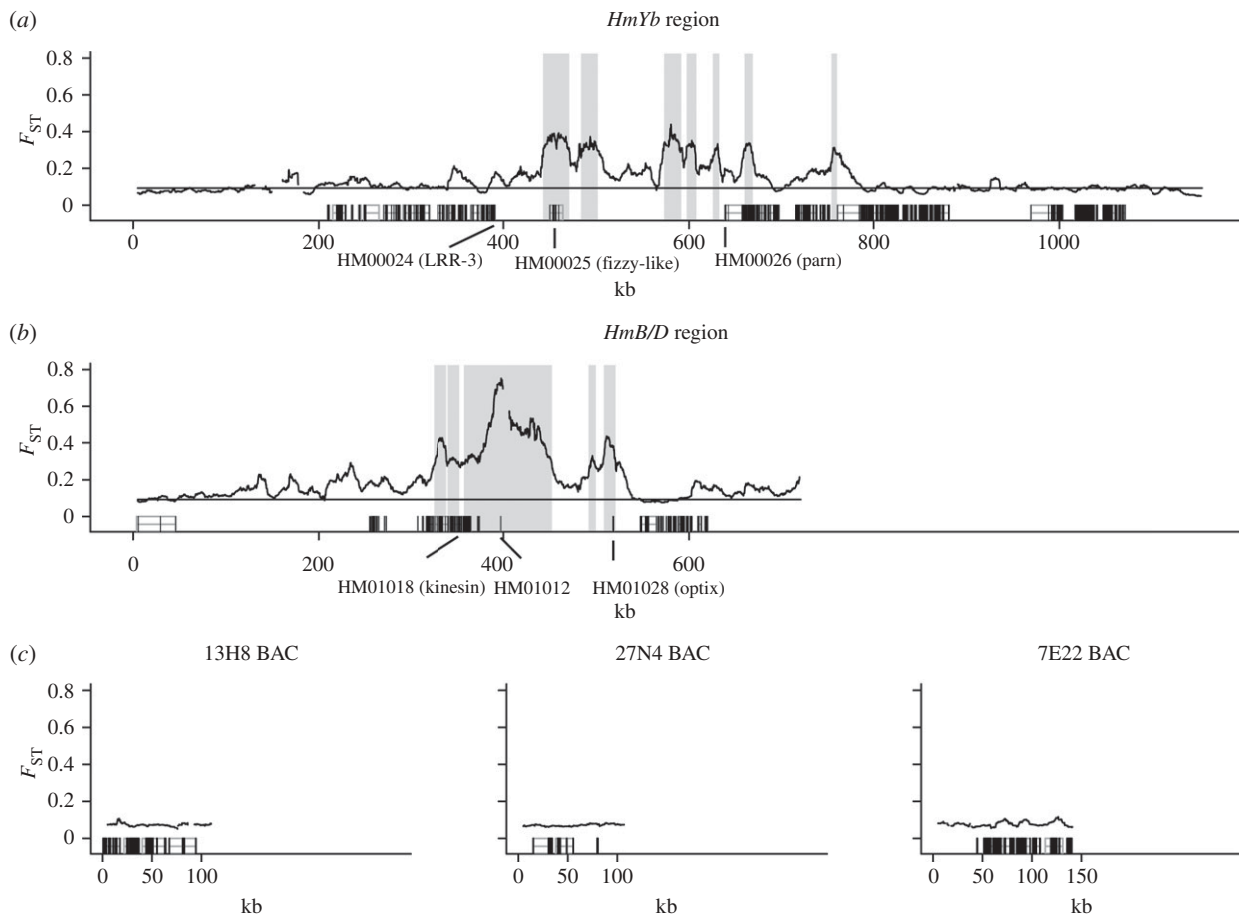 (a) HmYb region
0.8
0.6
0.4
0.2
0
FST
0 200 400 600 800 1000
HM00024 (LRR-3) HM00025 (fizzy-like) HM00026 (parn)
kb
(b) HmB/D region
0.8
0.6
0.4
0.2
0
FST
0 200 400 600
HM01018 (kinesin) HM01012 HM01028 (optix)
kb
(c) 13H8 BAC 27N4 BAC 7E22 BAC
0.8
0.6
0.4
0.2
0
FST
0 50 100 0 50 100 0 50 100 150
kb kb kb